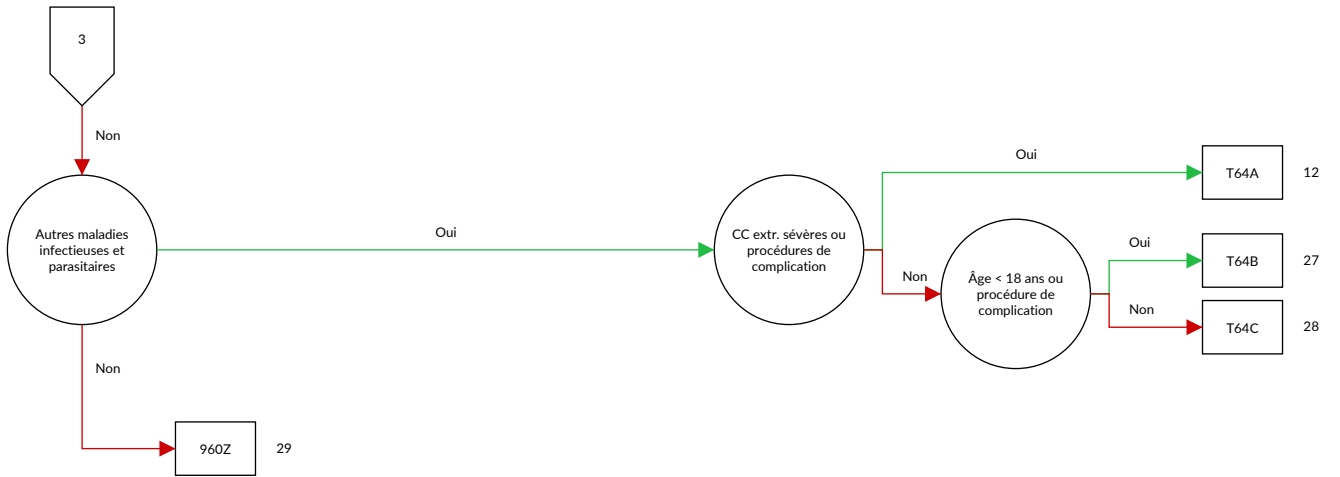 3
Non
Autres maladies
infectieuses et
parasitaires
Oui
CC extr. sévères ou
procédures de
complication
Oui
T64A
12
Non
Âge < 18 ans ou
procédure de
complication
Oui
T64B
27
Non
T64C
28
Non
960Z
29